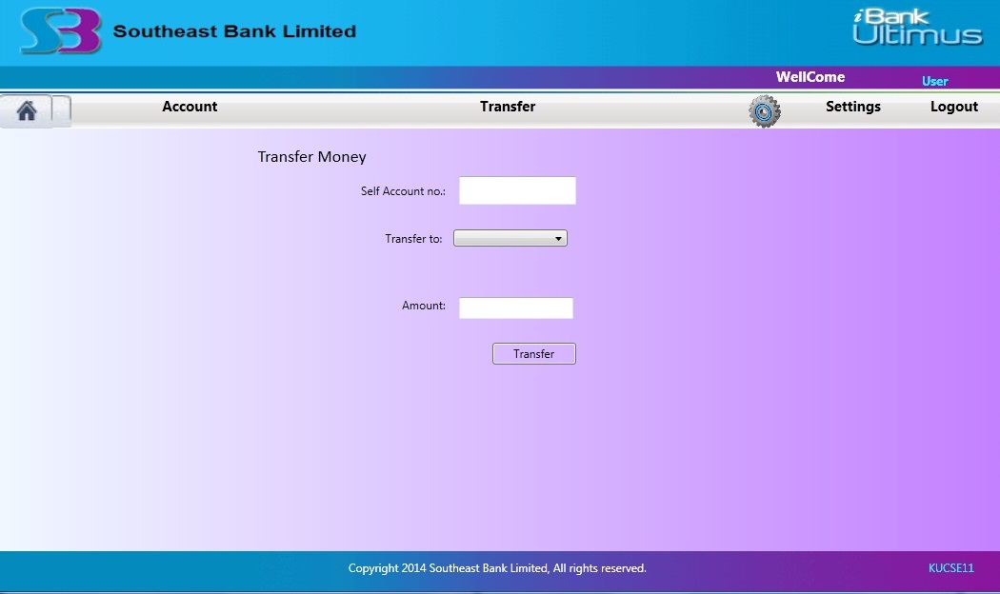 SB Southeast Bank Limited
iBank
Ultimus
WellCome User
Account Transfer Settings Logout
Transfer Money
Self Account no.:
Transfer to:
Amount:
Transfer
Copyright 2014 Southeast Bank Limited, All rights reserved. KUCSE11